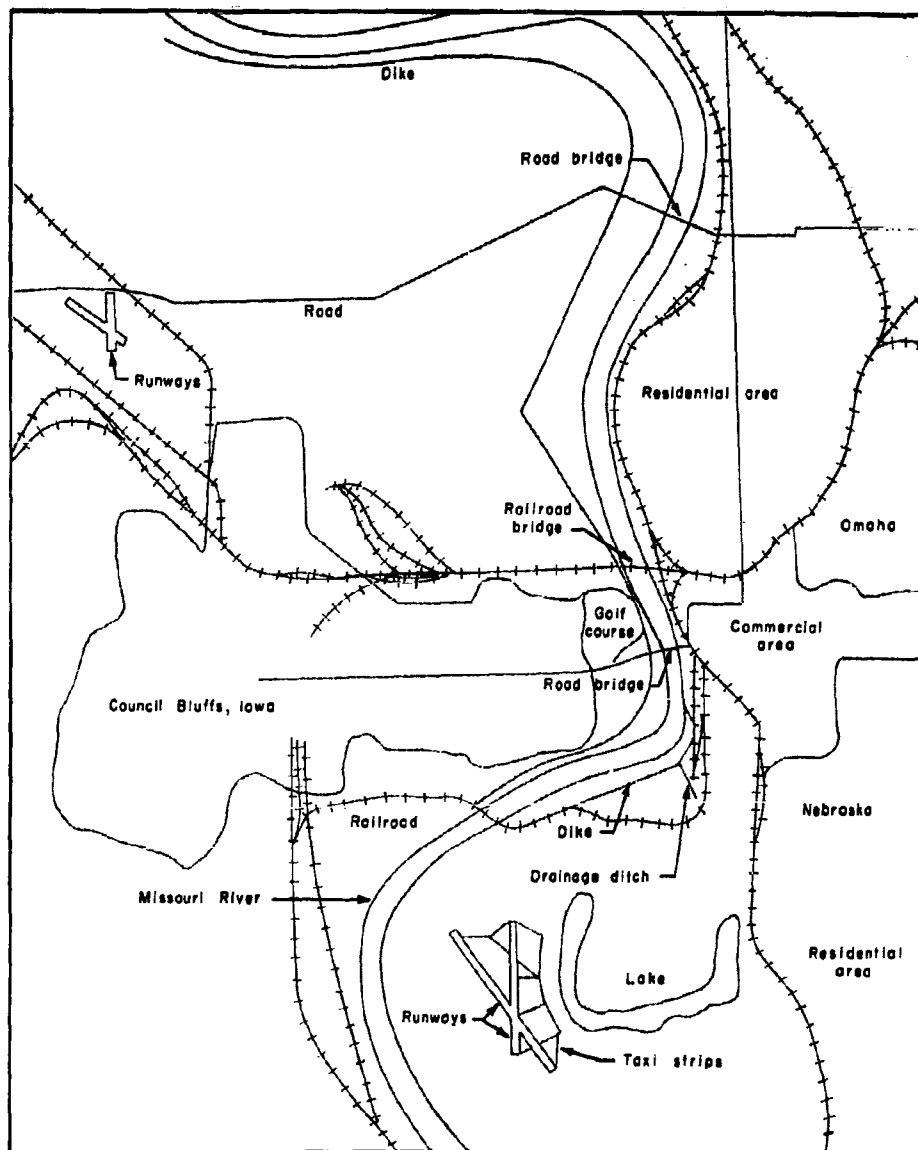 Dike
Road bridge
Road
Runways
Residential area
Railroad
bridge
Omaha
Golf
course
Commercial
area
Road bridge
Council Bluffs, Iowa
Railroad
Dike
Nebraska
Drainage ditch
Missouri River
Residential
area
Lake
Runways
Taxi strips